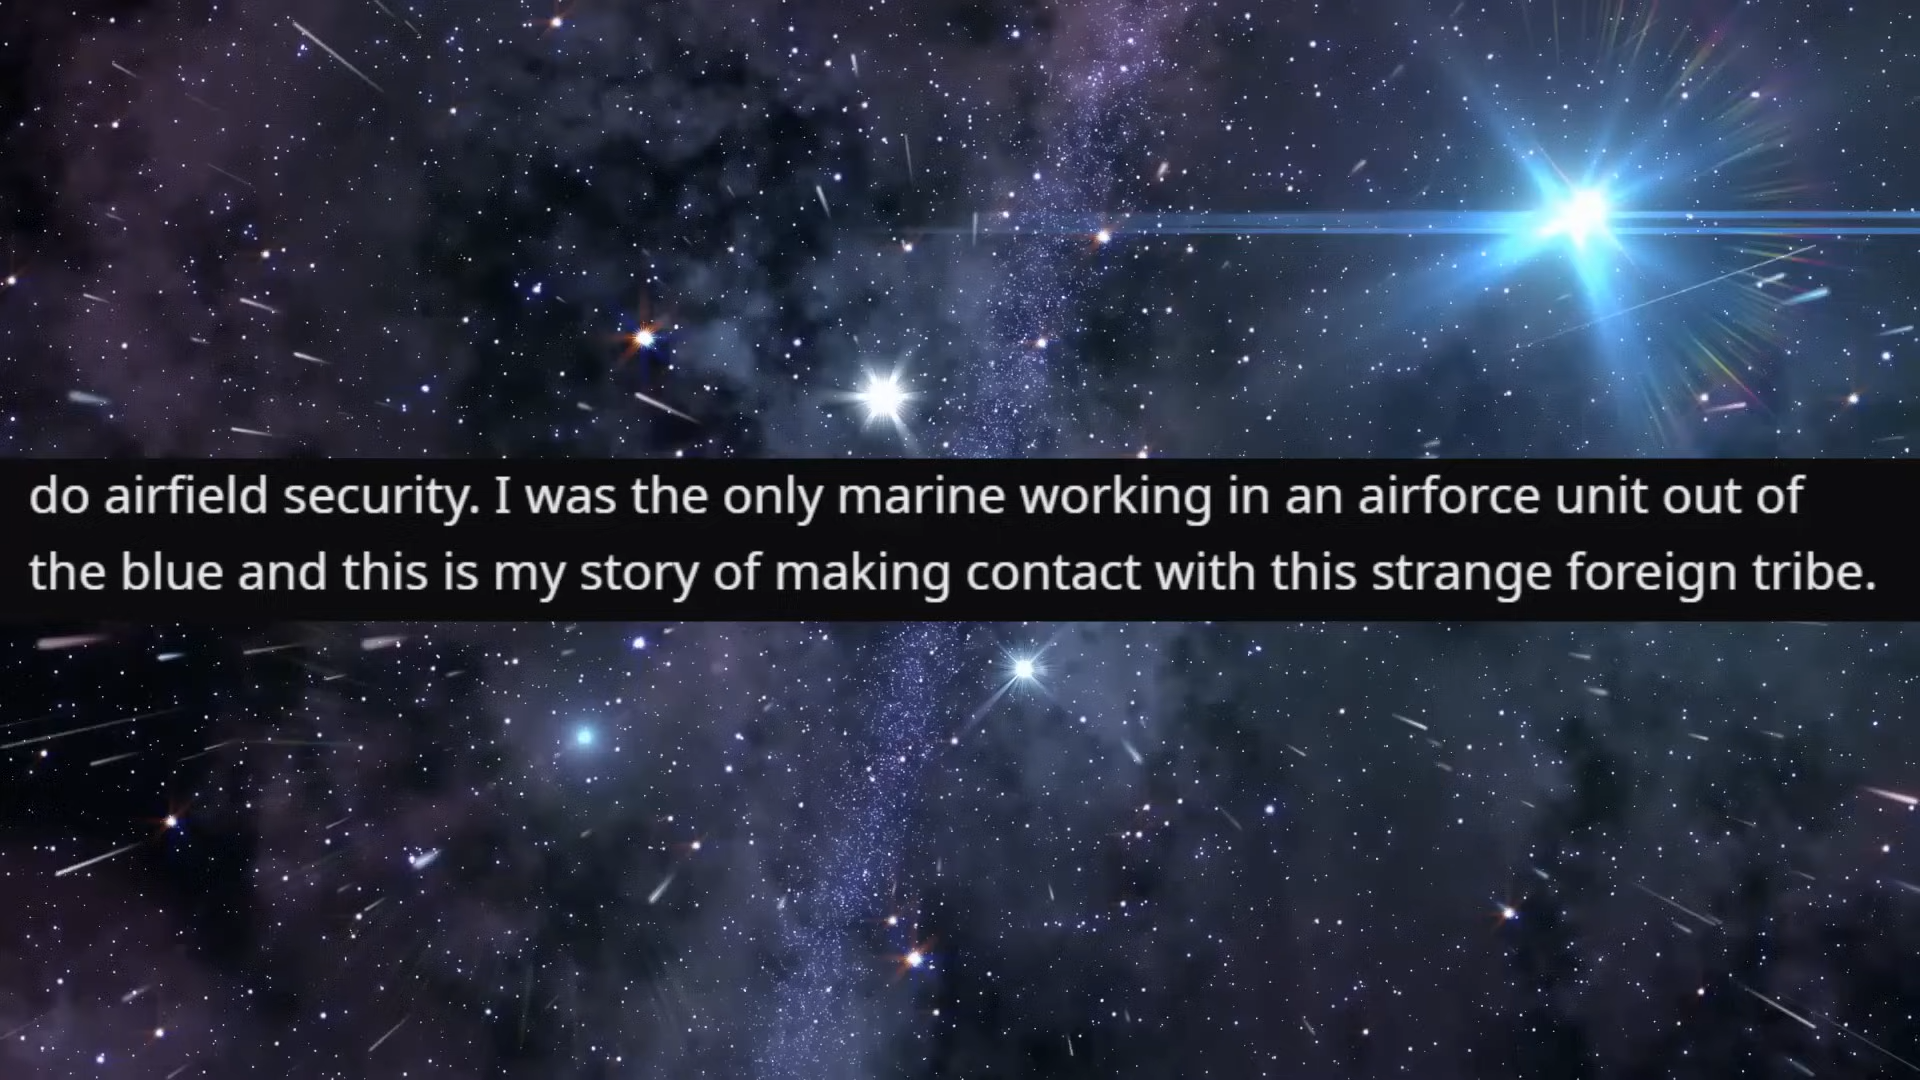 do airfield security. I was the only marine working in an airforce unit out of
the blue and this is my story of making contact with this strange foreign tribe.